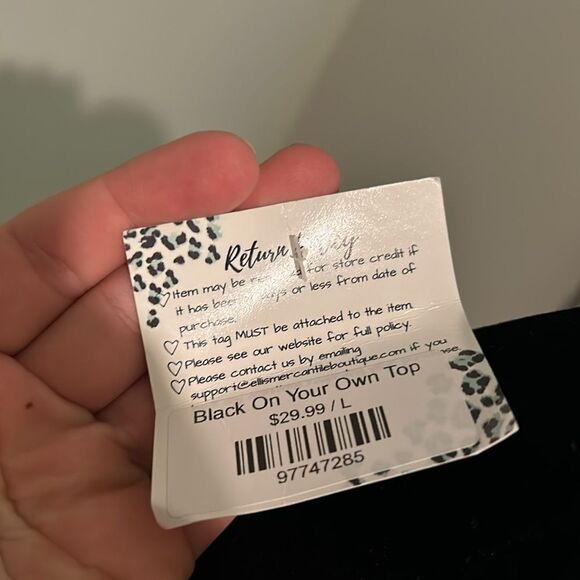 Return
♡ Item may be for store credit if
it has been or less from date of
purchase.
♡ This tag MUST be attached to the item.
♡ Please see our website for full policy.
♡ Please contact us by emailing
support@ellismercantileboutique.com if you
Black On Your Own Top
$29.99 / L
97747285